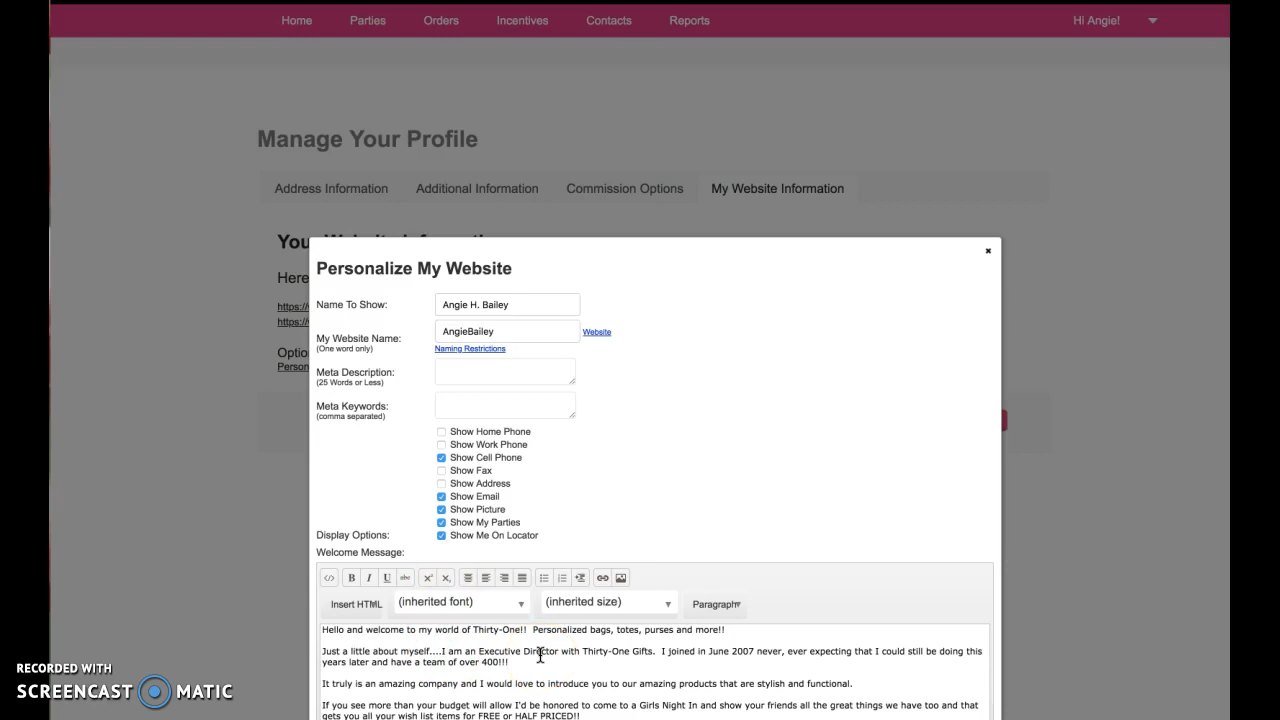 Home Parties Orders Incentives Contacts Reports Hi Angie!
Manage Your Profile
Address Information Additional Information Commission Options My Website Information
You
Here
https://
https://
Optio
Person
Personalize My Website
Name To Show: Angie H. Bailey
My Website Name: AngieBailey Website
(One word only) Naming Restrictions
Meta Description:
(25 Words or Less)
Meta Keywords:
(comma separated)
Show Home Phone
Show Work Phone
Show Cell Phone
Show Fax
Show Address
Show Email
Show Picture
Show My Parties
Display Options: Show Me On Locator
Welcome Message:
B I U abc X² X₂
Insert HTML (inherited font) (inherited size) Paragraph
Hello and welcome to my world of Thirty-One!! Personalized bags, totes, purses and more!!
Just a little about myself....I am an Executive Director with Thirty-One Gifts. I joined in June 2007 never, ever expecting that I could still be doing this
years later and have a team of over 400!!!
It truly is an amazing company and I would love to introduce you to our amazing products that are stylish and functional.
If you see more than your budget will allow I'd be honored to come to a Girls Night In and show your friends all the great things we have too and that
gets you all your wish list items for FREE or HALF PRICED!!
RECORDED WITH
SCREENCAST MATIC